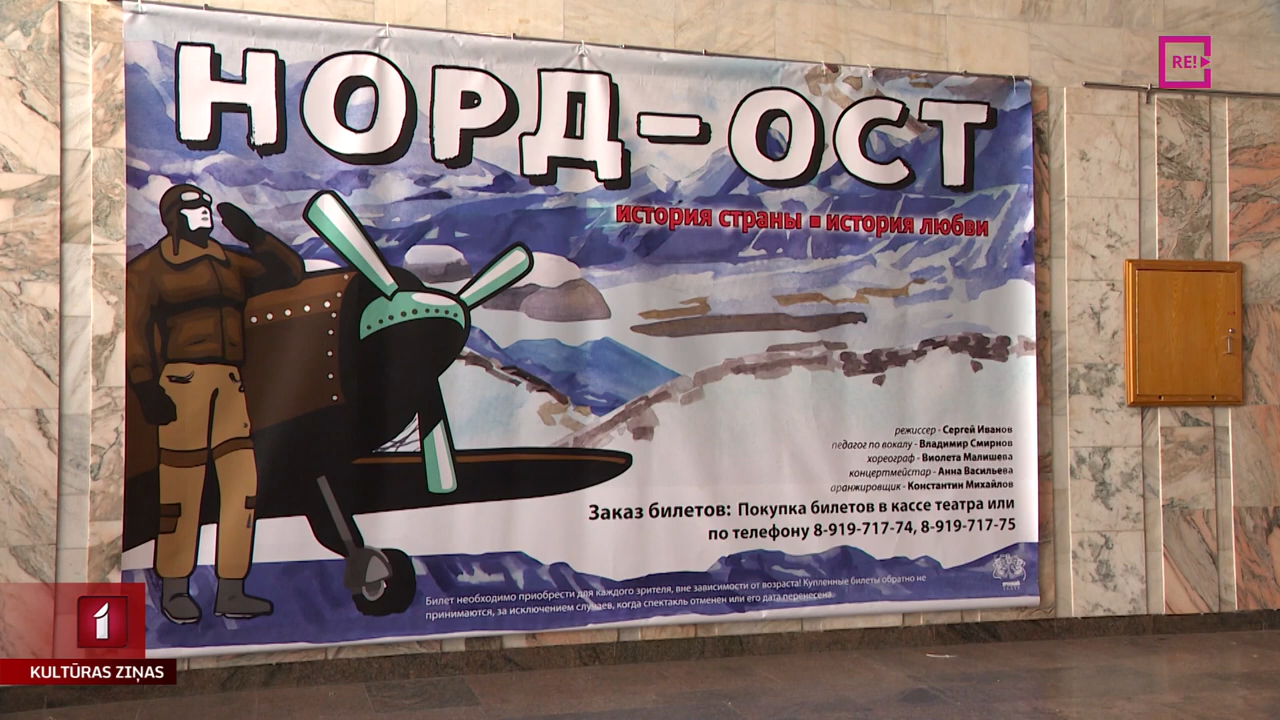 RE!
НОРД-ОСТ
история страны ▪ история любви
режиссер - Сергей Иванов
педагог по вокалу - Владимир Смирнов
хореограф - Виолета Малишева
концертмейстар - Анна Васильева
аранжировщик - Константин Михайлов
Заказ билетов: Покупка билетов в кассе театра или
по телефону 8-919-717-74, 8-919-717-75
Билет необходимо приобрести для каждого зрителя, вне зависимости от возраста! Купленные билеты обратно не
принимаются, за исключением случаев, когда спектакль отменен или его дата перенесена.
1
KULTŪRAS ZIŅAS